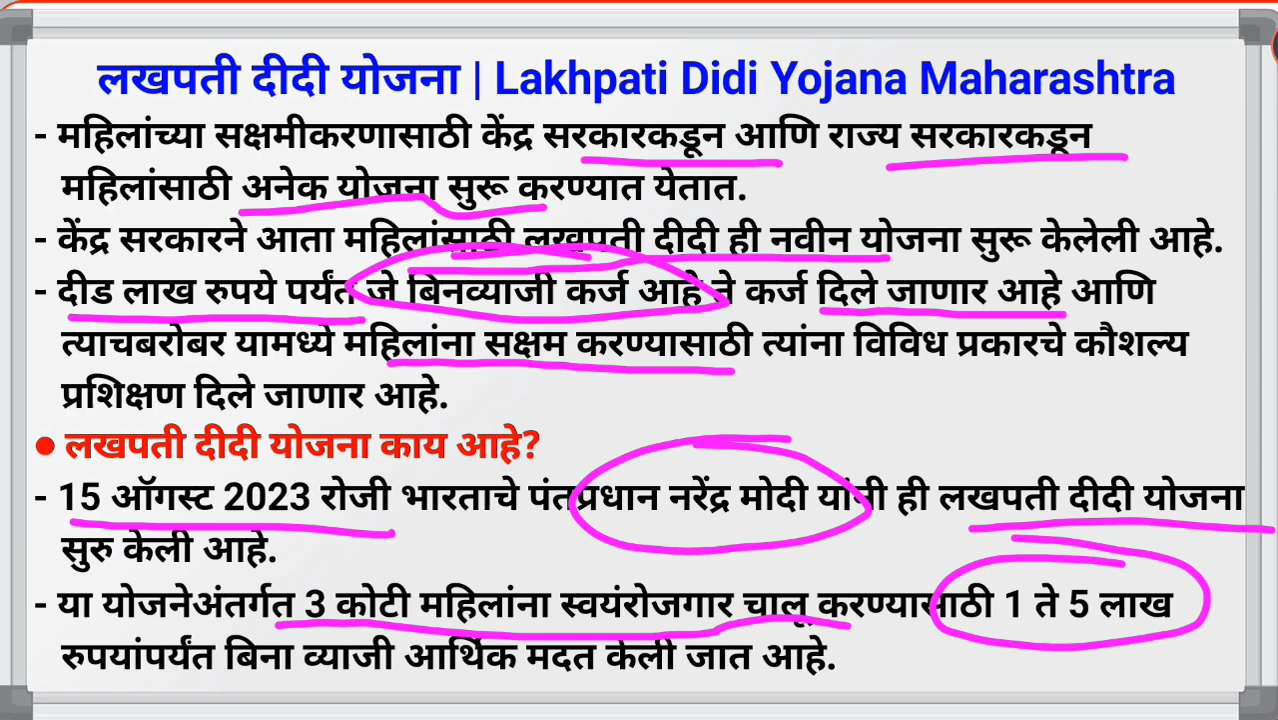 लखपती दीदी योजना | Lakhpati Didi Yojana Maharashtra
- महिलांच्या सक्षमीकरणासाठी केंद्र सरकारकडून आणि राज्य सरकारकडून
महिलांसाठी अनेक योजना सुरू करण्यात येतात.
- केंद्र सरकारने आता महिलांसाठी लखपती दीदी ही नवीन योजना सुरू केलेली आहे.
- दीड लाख रुपये पर्यंत जे बिनव्याजी कर्ज आहे ते कर्ज दिले जाणार आहे आणि
त्याचबरोबर यामध्ये महिलांना सक्षम करण्यासाठी त्यांना विविध प्रकारचे कौशल्य
प्रशिक्षण दिले जाणार आहे.
● लखपती दीदी योजना काय आहे?
- 15 ऑगस्ट 2023 रोजी भारताचे पंतप्रधान नरेंद्र मोदी यांनी ही लखपती दीदी योजना
सुरु केली आहे.
- या योजनेअंतर्गत 3 कोटी महिलांना स्वयंरोजगार चालू करण्यासाठी 1 ते 5 लाख
रुपयांपर्यंत बिना व्याजी आर्थिक मदत केली जात आहे.